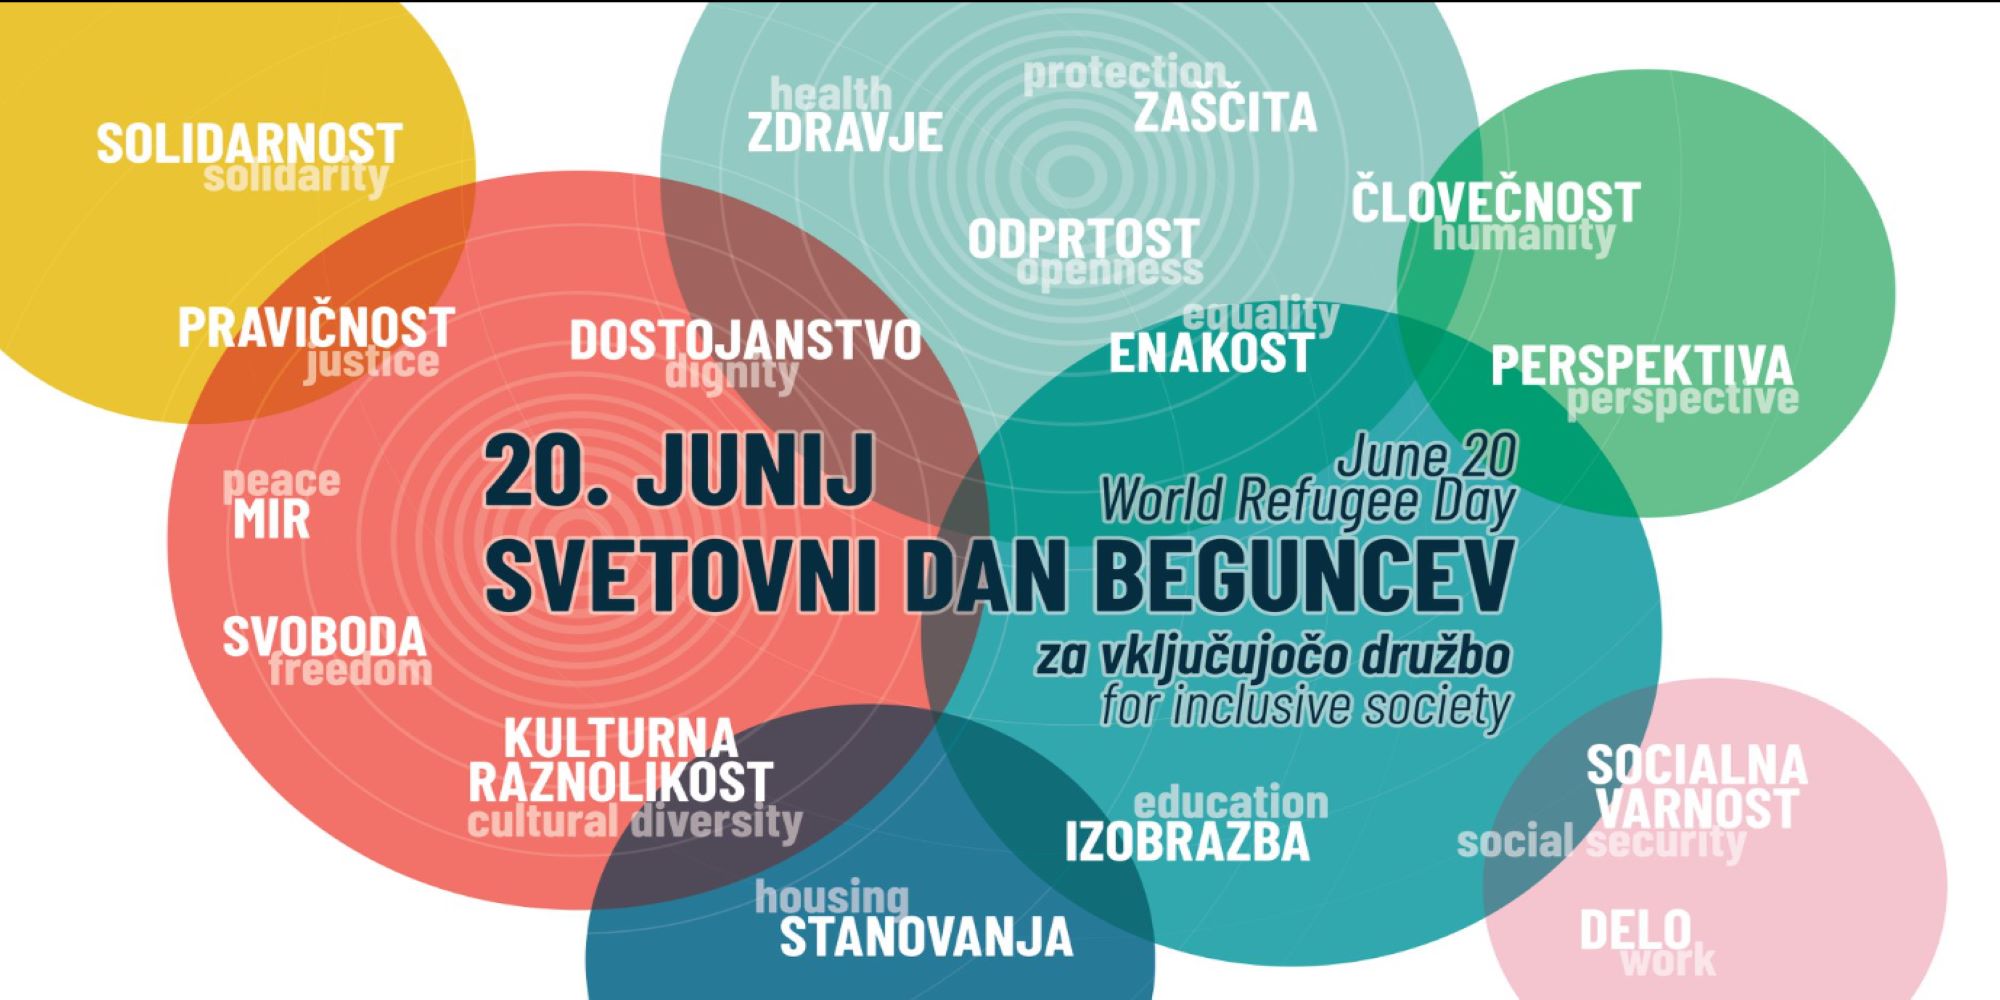 SOLIDARNOST
solidarity
health
ZDRAVJE
protection
ZAŠČITA
ČLOVEČNOST
humanity
ODPRTOST
openness
PRAVIČNOST
justice
DOSTOJANSTVO
dignity
equality
ENAKOST
PERSPEKTIVA
perspective
peace
MIR
20. JUNIJ
June 20
World Refugee Day
SVETOVNI DAN BEGUNCEV
za vključujočo družbo
for inclusive society
SVOBODA
freedom
KULTURNA
RAZNOLIKOST
cultural diversity
education
IZOBRAZBA
SOCIALNA
VARNOST
social security
housing
STANOVANJA
DELO
work